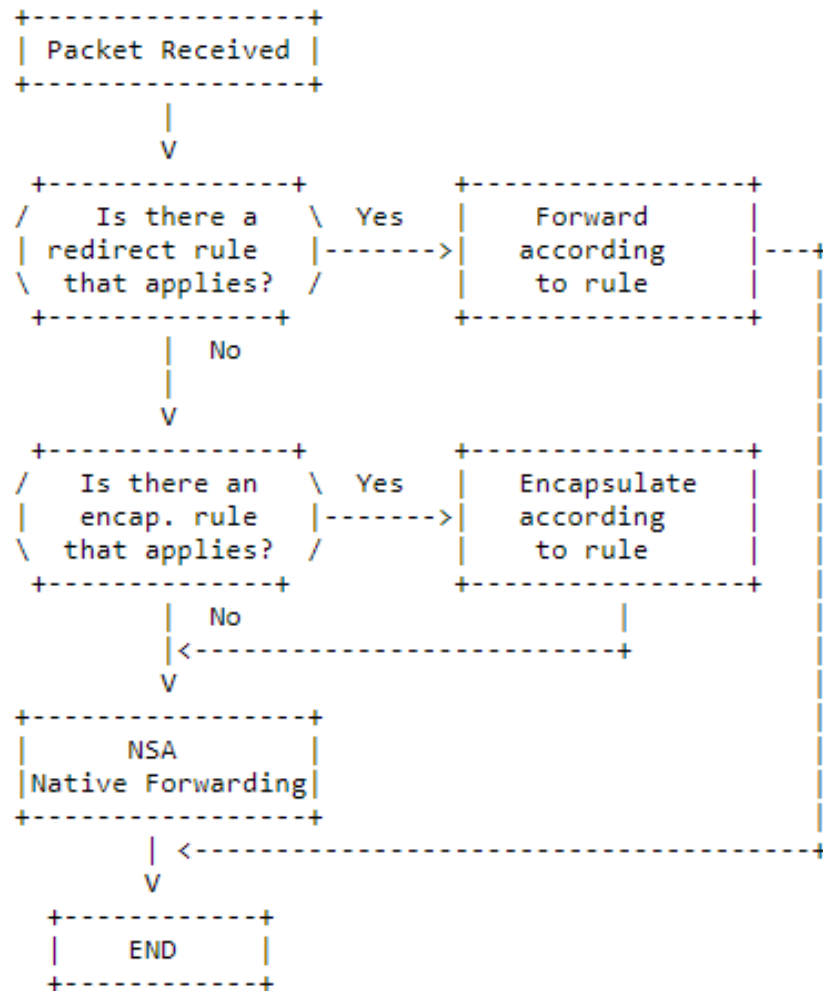 Packet Received
Is there a Yes Forward
redirect rule according
that applies? to rule
No
Is there an Yes Encapsulate
encap. rule according
that applies? to rule
No
NSA
Native Forwarding
END